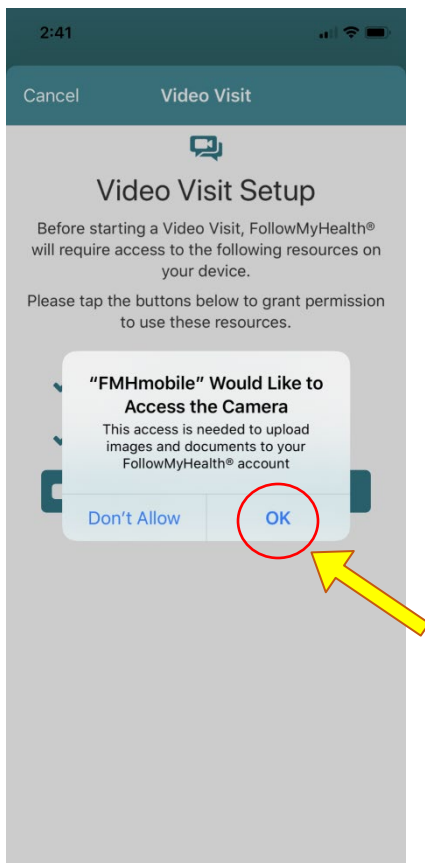 2:41
Cancel Video Visit
Video Visit Setup
Before starting a Video Visit, FollowMyHealth®
will require access to the following resources on
your device.
Please tap the buttons below to grant permission
to use these resources.
“FMHmobile” Would Like to
Access the Camera
This access is needed to upload
images and documents to your
FollowMyHealth® account
Don’t Allow OK